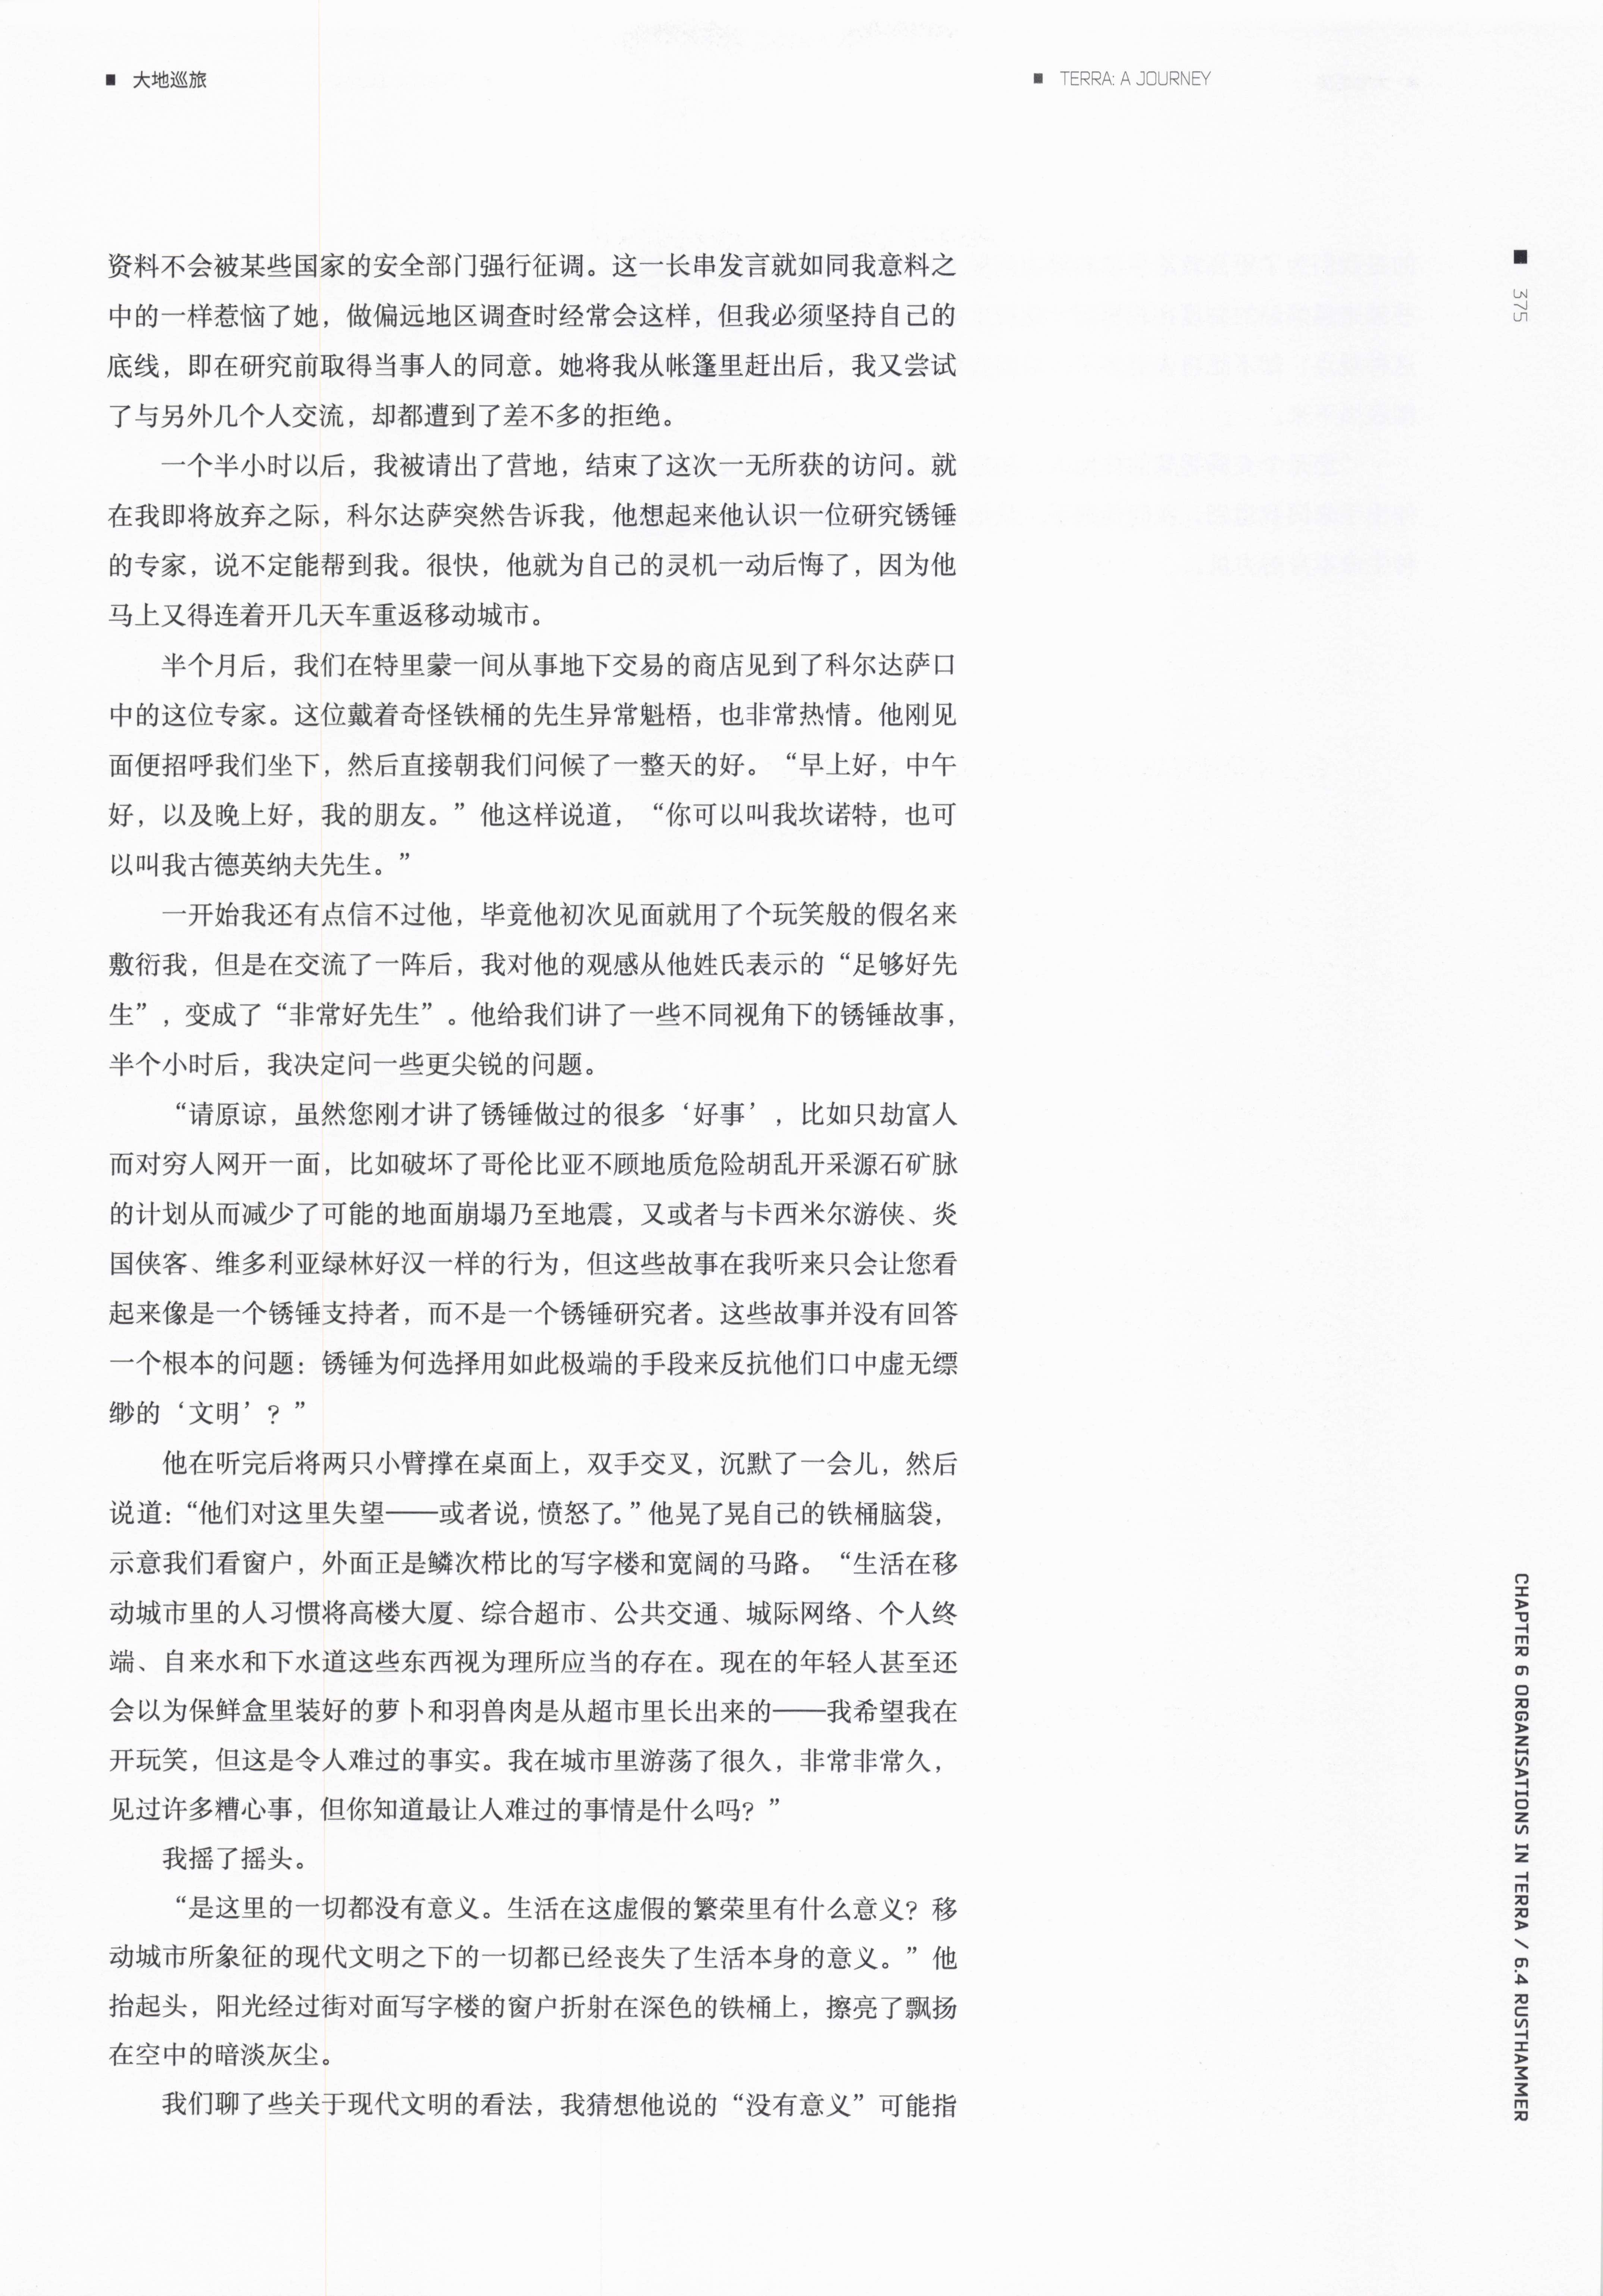 ■ 大地巡旅
■ TERRA: A JOURNEY
资料不会被某些国家的安全部门强行征调。这一长串发言就如同我意料之
中的一样惹恼了她，做偏远地区调查时经常会这样，但我必须坚持自己的
底线，即在研究前取得当事人的同意。她将我从帐篷里赶出后，我又尝试
了与另外几个人交流，却都遭到了差不多的拒绝。
一个半小时以后，我被请出了营地，结束了这次一无所获的访问。就
在我即将放弃之际，科尔达萨突然告诉我，他想起来他认识一位研究锈锤
的专家，说不定能帮到我。很快，他就为自己的灵机一动后悔了，因为他
马上又得连着开几天车重返移动城市。
半个月后，我们在特里蒙一间从事地下交易的商店见到了科尔达萨口
中的这位专家。这位戴着奇怪铁桶的先生异常魁梧，也非常热情。他刚见
面便招呼我们坐下，然后直接朝我们问候了一整天的好。“早上好，中午
好，以及晚上好，我的朋友。”他这样说道，“你可以叫我坎诺特，也可
以叫我古德英纳夫先生。”
一开始我还有点信不过他，毕竟他初次见面就用了个玩笑般的假名来
敷衍我，但是在交流了一阵后，我对他的观感从他姓氏表示的“足够好先
生”，变成了“非常好先生”。他给我们讲了一些不同视角下的锈锤故事，
半个小时后，我决定问一些更尖锐的问题。
“请原谅，虽然您刚才讲了锈锤做过的很多‘好事’，比如只劫富人
而对穷人网开一面，比如破坏了哥伦比亚不顾地质危险胡乱开采源石矿脉
的计划从而减少了可能的地面崩塌乃至地震，又或者与卡西米尔游侠、炎
国侠客、维多利亚绿林好汉一样的行为，但这些故事在我听来只会让您看
起来像是一个锈锤支持者，而不是一个锈锤研究者。这些故事并没有回答
一个根本的问题：锈锤为何选择用如此极端的手段来反抗他们口中虚无缥
缈的‘文明’？”
他在听完后将两只小臂撑在桌面上，双手交叉，沉默了一会儿，然后
说道：“他们对这里失望——或者说，愤怒了。”他晃了晃自己的铁桶脑袋，
示意我们看窗户，外面正是鳞次栉比的写字楼和宽阔的马路。“生活在移
动城市里的人习惯将高楼大厦、综合超市、公共交通、城际网络、个人终
端、自来水和下水道这些东西视为理所应当的存在。现在的年轻人甚至还
会以为保鲜盒里装好的萝卜和羽兽肉是从超市里长出来的——我希望我在
开玩笑，但这是令人难过的事实。我在城市里游荡了很久，非常非常久，
见过许多糟心事，但你知道最让人难过的事情是什么吗？”
我摇了摇头。
“是这里的一切都没有意义。生活在这虚假的繁荣里有什么意义？移
动城市所象征的现代文明之下的一切都已经丧失了生活本身的意义。”他
抬起头，阳光经过街对面写字楼的窗户折射在深色的铁桶上，擦亮了飘扬
在空中的暗淡灰尘。
我们聊了些关于现代文明的看法，我猜想他说的“没有意义”可能指
■ 375
CHAPTER 6 ORGANISATIONS IN TERRA / 6.4 RUSTHAMMER